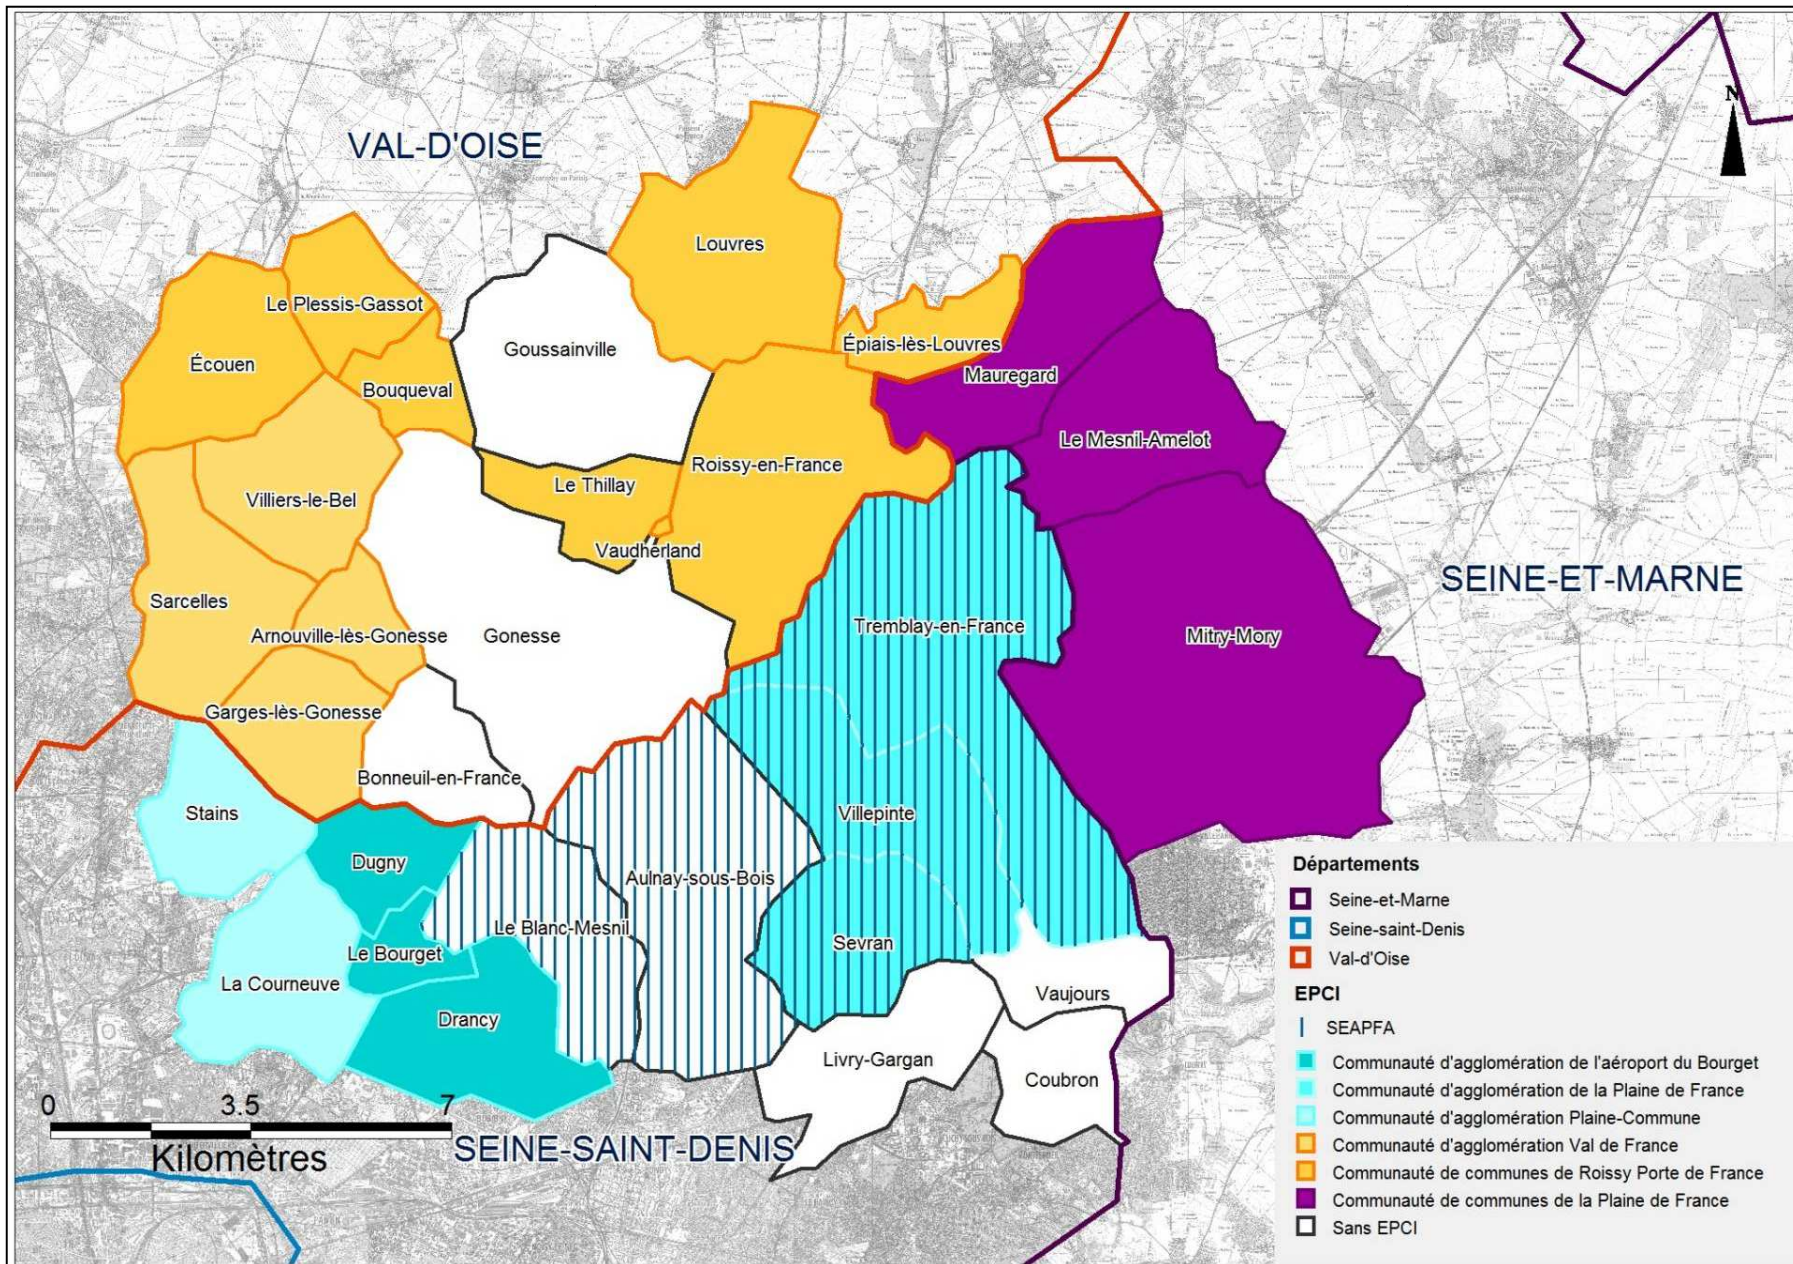 N
VAL-D'OISE
Louvres
Le Plessis-Gassot
Goussainville
Épiais-lès-Louvres
Écouen
Mauregard
Bouqueval
Le Mesnil-Amelot
Roissy-en-France
Le Thillay
Villiers-le-Bel
Vaudherland
SEINE-ET-MARNE
Sarcelles
Tremblay-en-France
Arnouville-lès-Gonesse
Gonesse
Mitry-Mory
Garges-lès-Gonesse
Bonneuil-en-France
Stains
Villepinte
Dugny
Aulnay-sous-Bois
Le Blanc-Mesnil
Sevran
Le Bourget
La Courneuve
Vaujours
Drancy
Livry-Gargan
Coubron
0 3.5 7
Kilomètres
SEINE-SAINT-DENIS
Départements
Seine-et-Marne
Seine-saint-Denis
Val-d'Oise
EPCI
SEAPFA
Communauté d'agglomération de l'aéroport du Bourget
Communauté d'agglomération de la Plaine de France
Communauté d'agglomération Plaine-Commune
Communauté d'agglomération Val de France
Communauté de communes de Roissy Porte de France
Communauté de communes de la Plaine de France
Sans EPCI